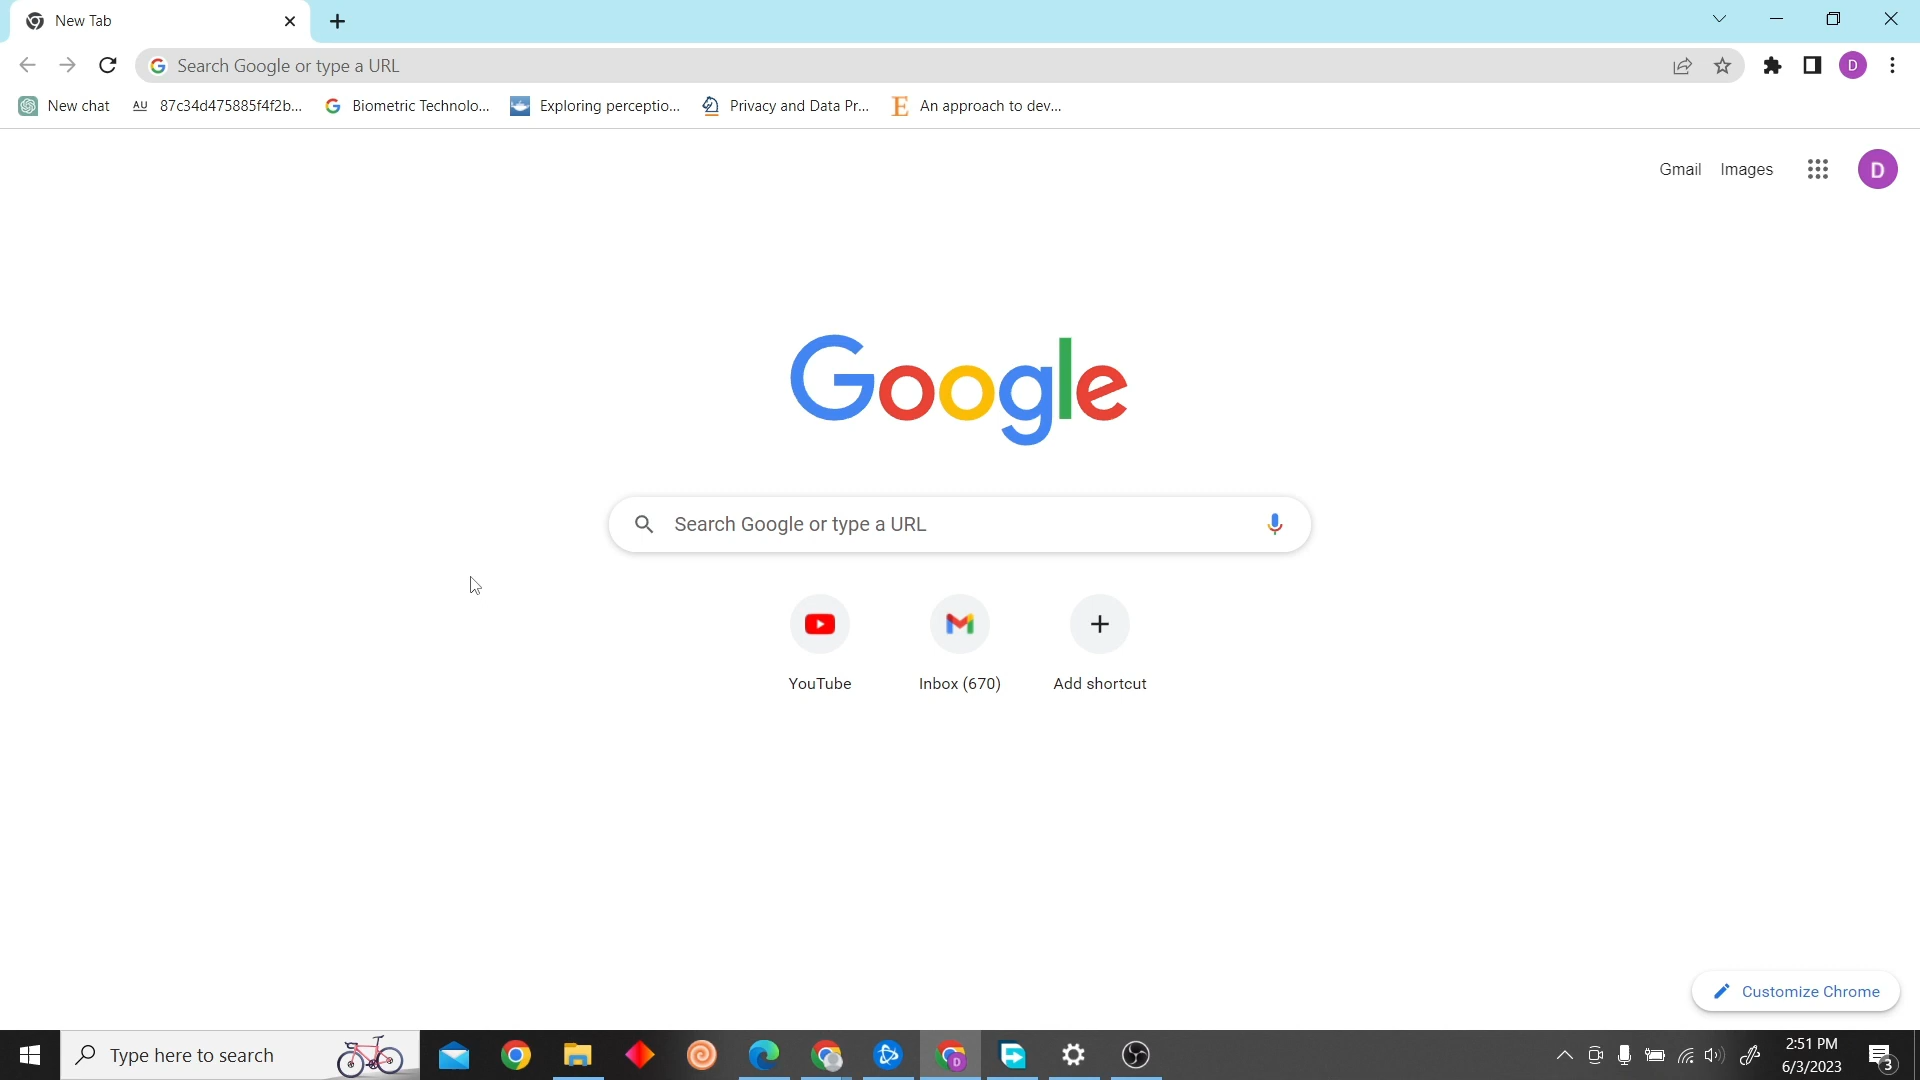 New Tab
Search Google or type a URL
New chat
AU 87c34d475885f4f2b...
Biometric Technolo...
Exploring perceptio...
Privacy and Data Pr...
E An approach to dev...
D
Gmail Images
D
Google
Search Google or type a URL
YouTube Inbox (670) Add shortcut
Customize Chrome
Type here to search
D
2:51 PM
6/3/2023
3